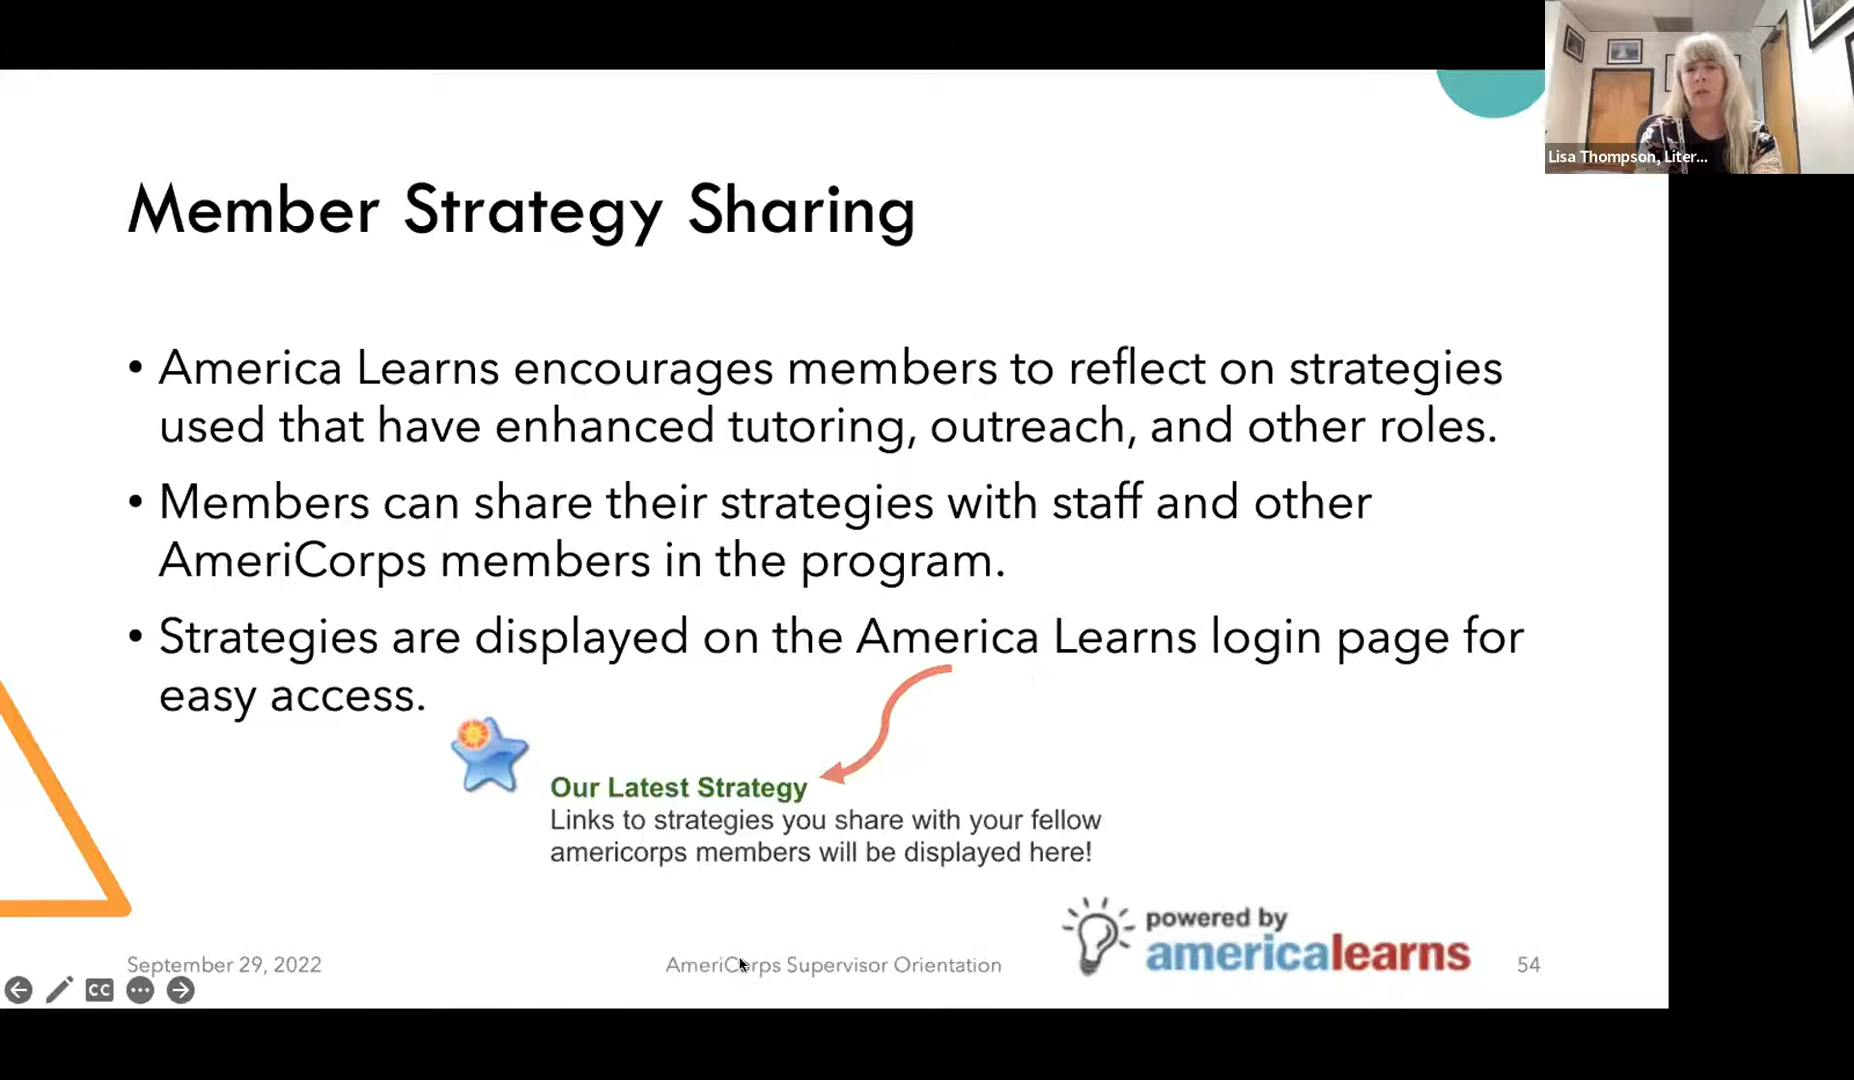 Lisa Thompson, Liter...
Member Strategy Sharing
• America Learns encourages members to reflect on strategies
used that have enhanced tutoring, outreach, and other roles.
• Members can share their strategies with staff and other
AmeriCorps members in the program.
• Strategies are displayed on the America Learns login page for
easy access.
Our Latest Strategy
Links to strategies you share with your fellow
americorps members will be displayed here!
powered by
americalearns
September 29, 2022
AmeriCorps Supervisor Orientation
54
CC